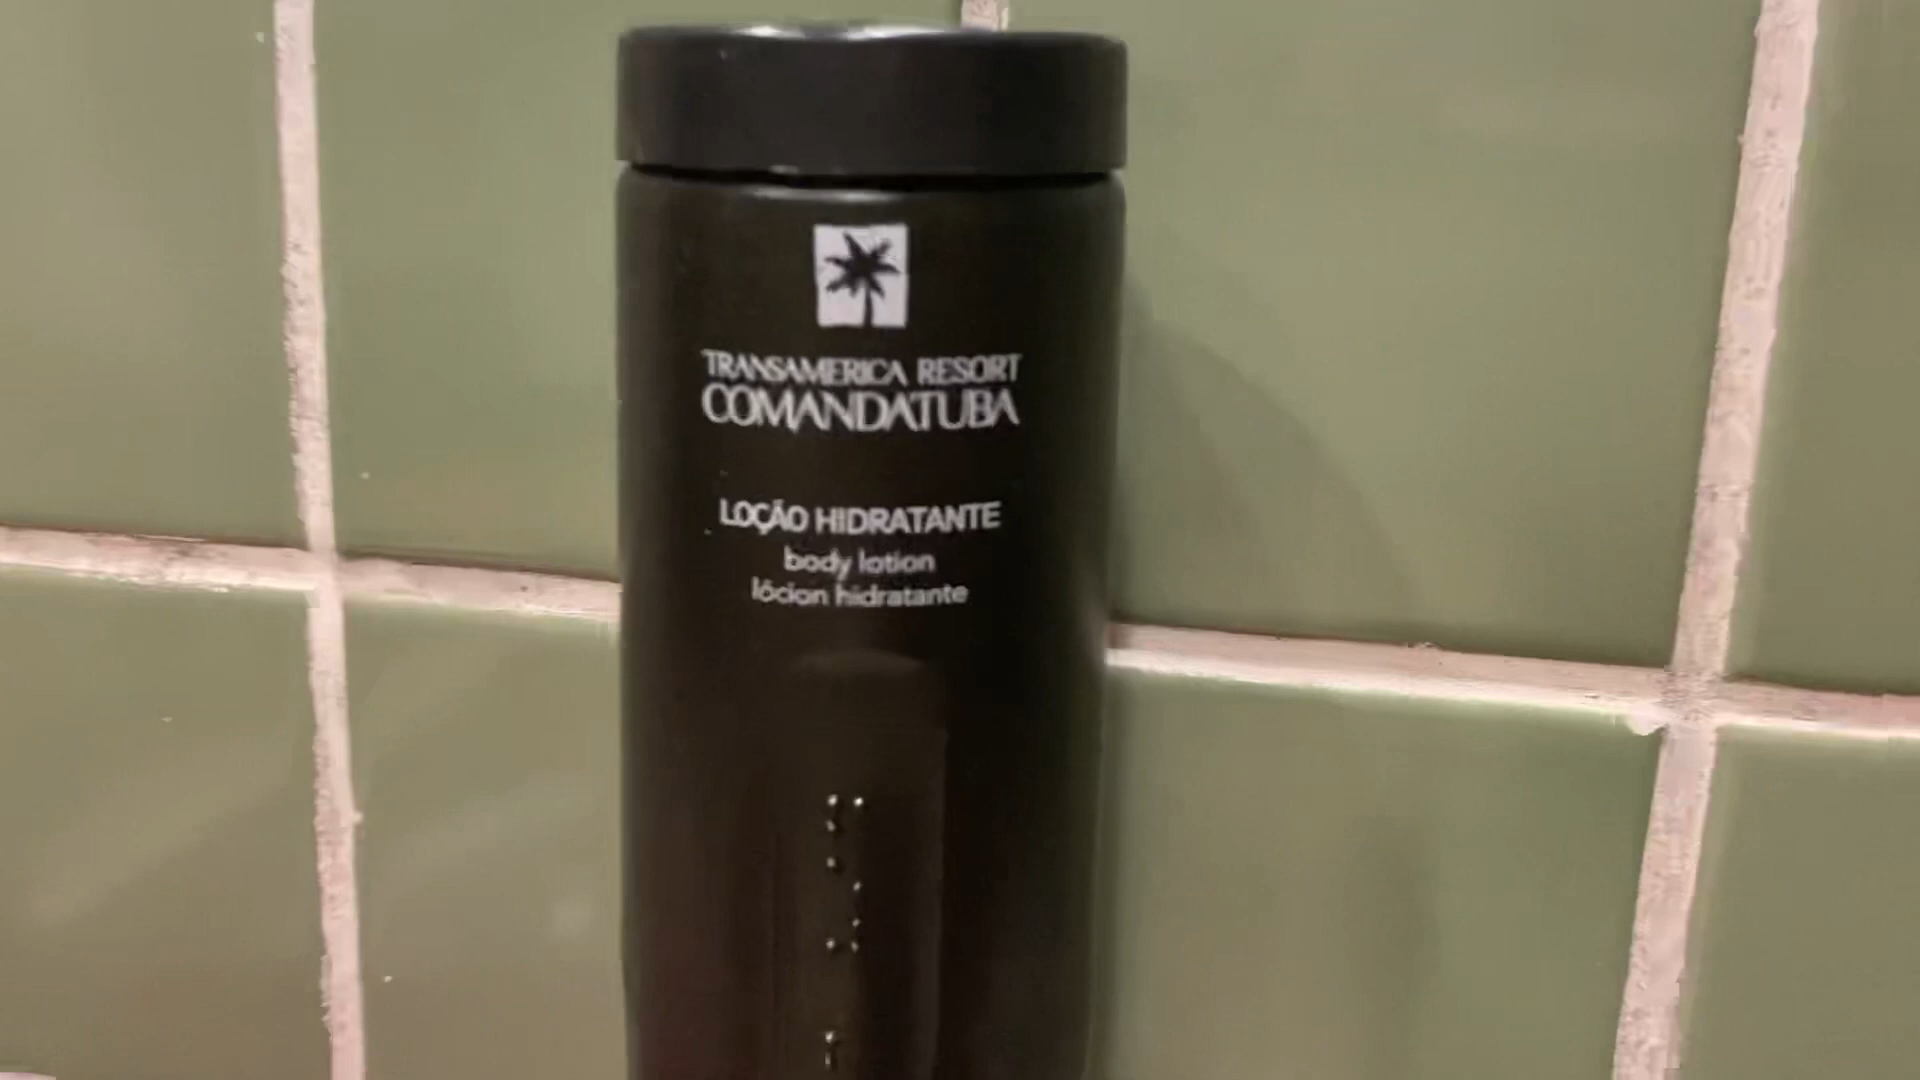 TRANSAMERICA RESORT
COMANDATUBA
LOÇÃO HIDRATANTE
body lotion
lócion hidratante